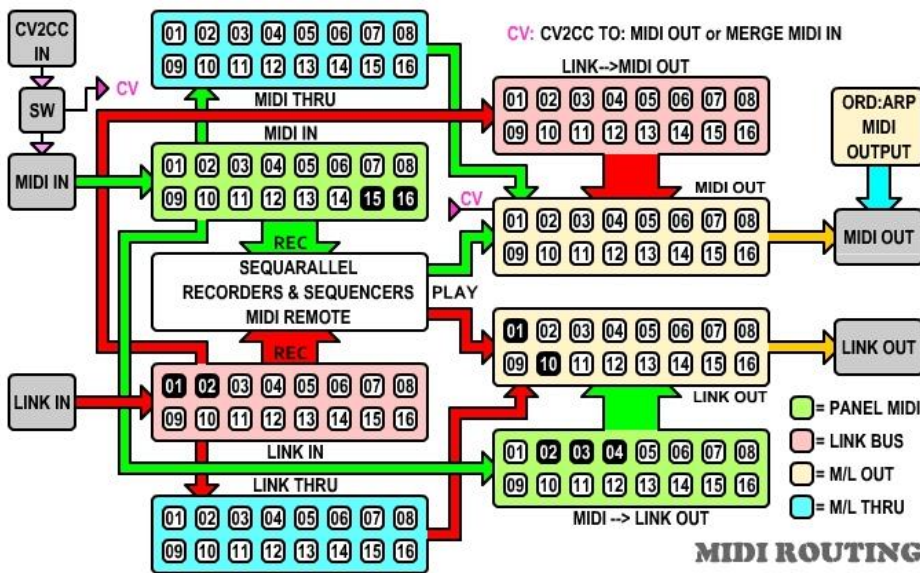 CV2CC
IN
SW
CV
MIDI IN
LINK IN
01 02 03 04 05 06 07 08
09 10 11 12 13 14 15 16
MIDI THRU
MIDI IN
01 02 03 04 05 06 07 08
09 10 11 12 13 14 15 16
REC
SEQUARALLEL
RECORDERS & SEQUENCERS
MIDI REMOTE
PLAY
REC
01 02 03 04 05 06 07 08
09 10 11 12 13 14 15 16
LINK IN
LINK THRU
01 02 03 04 05 06 07 08
09 10 11 12 13 14 15 16
CV: CV2CC TO: MIDI OUT or MERGE MIDI IN
LINK-->MIDI OUT
01 02 03 04 05 06 07 08
09 10 11 12 13 14 15 16
MIDI OUT
CV
01 02 03 04 05 06 07 08
09 10 11 12 13 14 15 16
01 02 03 04 05 06 07 08
09 10 11 12 13 14 15 16
LINK OUT
01 02 03 04 05 06 07 08
09 10 11 12 13 14 15 16
MIDI --> LINK OUT
ORD:ARP
MIDI
OUTPUT
MIDI OUT
LINK OUT
= PANEL MIDI
= LINK BUS
= M/L OUT
= M/L THRU
MIDI ROUTING